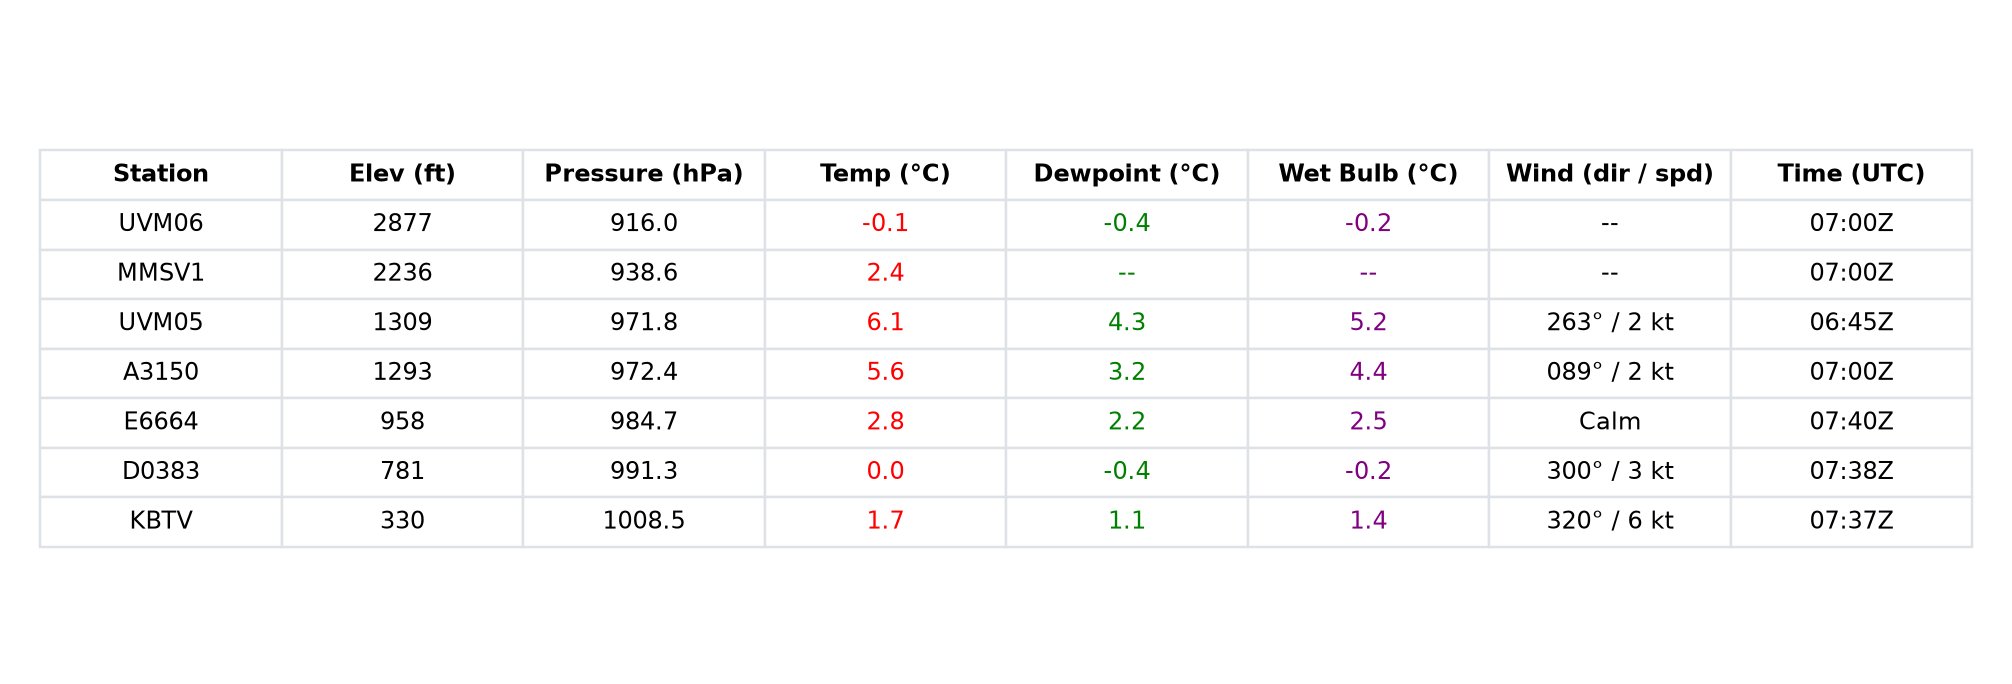 Station Elev (ft) Pressure (hPa) Temp (°C) Dewpoint (°C) Wet Bulb (°C) Wind (dir / spd) Time (UTC)
UVM06 2877 916.0 -0.1 -0.4 -0.2 -- 07:00Z
MMSV1 2236 938.6 2.4 -- -- -- 07:00Z
UVM05 1309 971.8 6.1 4.3 5.2 263° / 2 kt 06:45Z
A3150 1293 972.4 5.6 3.2 4.4 089° / 2 kt 07:00Z
E6664 958 984.7 2.8 2.2 2.5 Calm 07:40Z
D0383 781 991.3 0.0 -0.4 -0.2 300° / 3 kt 07:38Z
KBTV 330 1008.5 1.7 1.1 1.4 320° / 6 kt 07:37Z